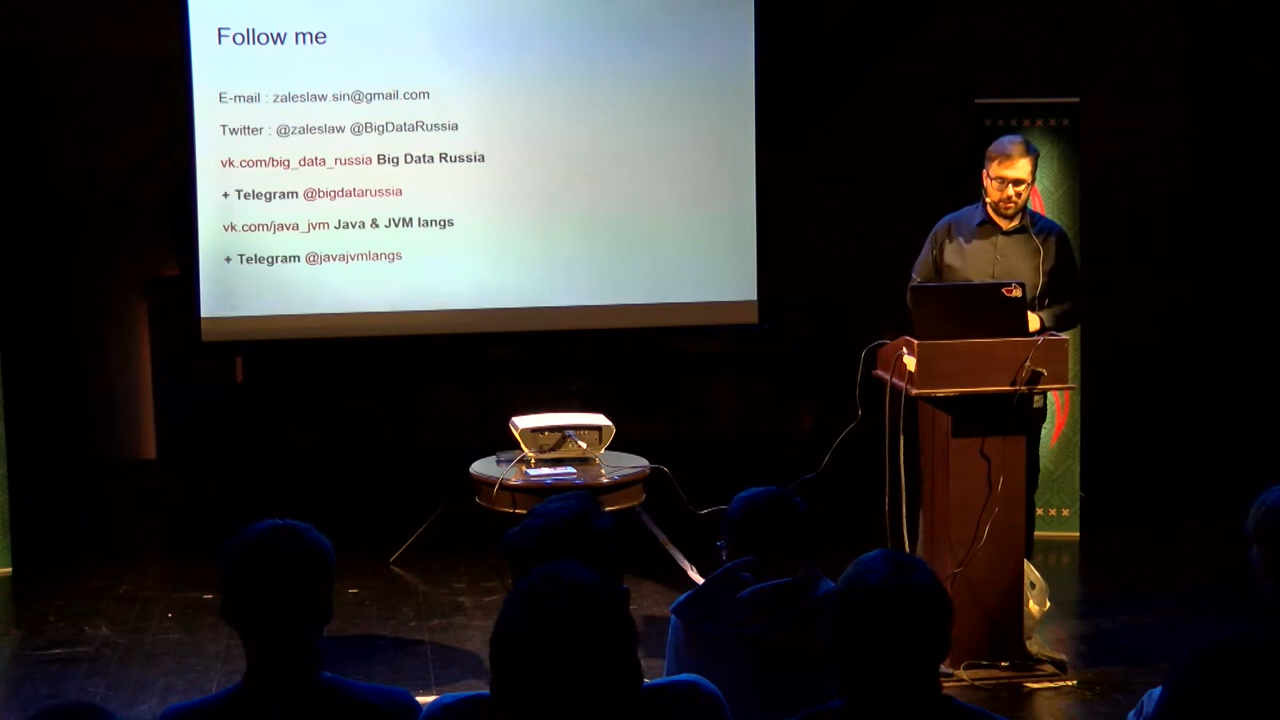 Follow me
E-mail : zaleslaw.sin@gmail.com
Twitter : @zaleslaw @BigDataRussia
vk.com/big_data_russia Big Data Russia
+ Telegram @bigdatarussia
vk.com/java_jvm Java & JVM langs
+ Telegram @javajvmlangs